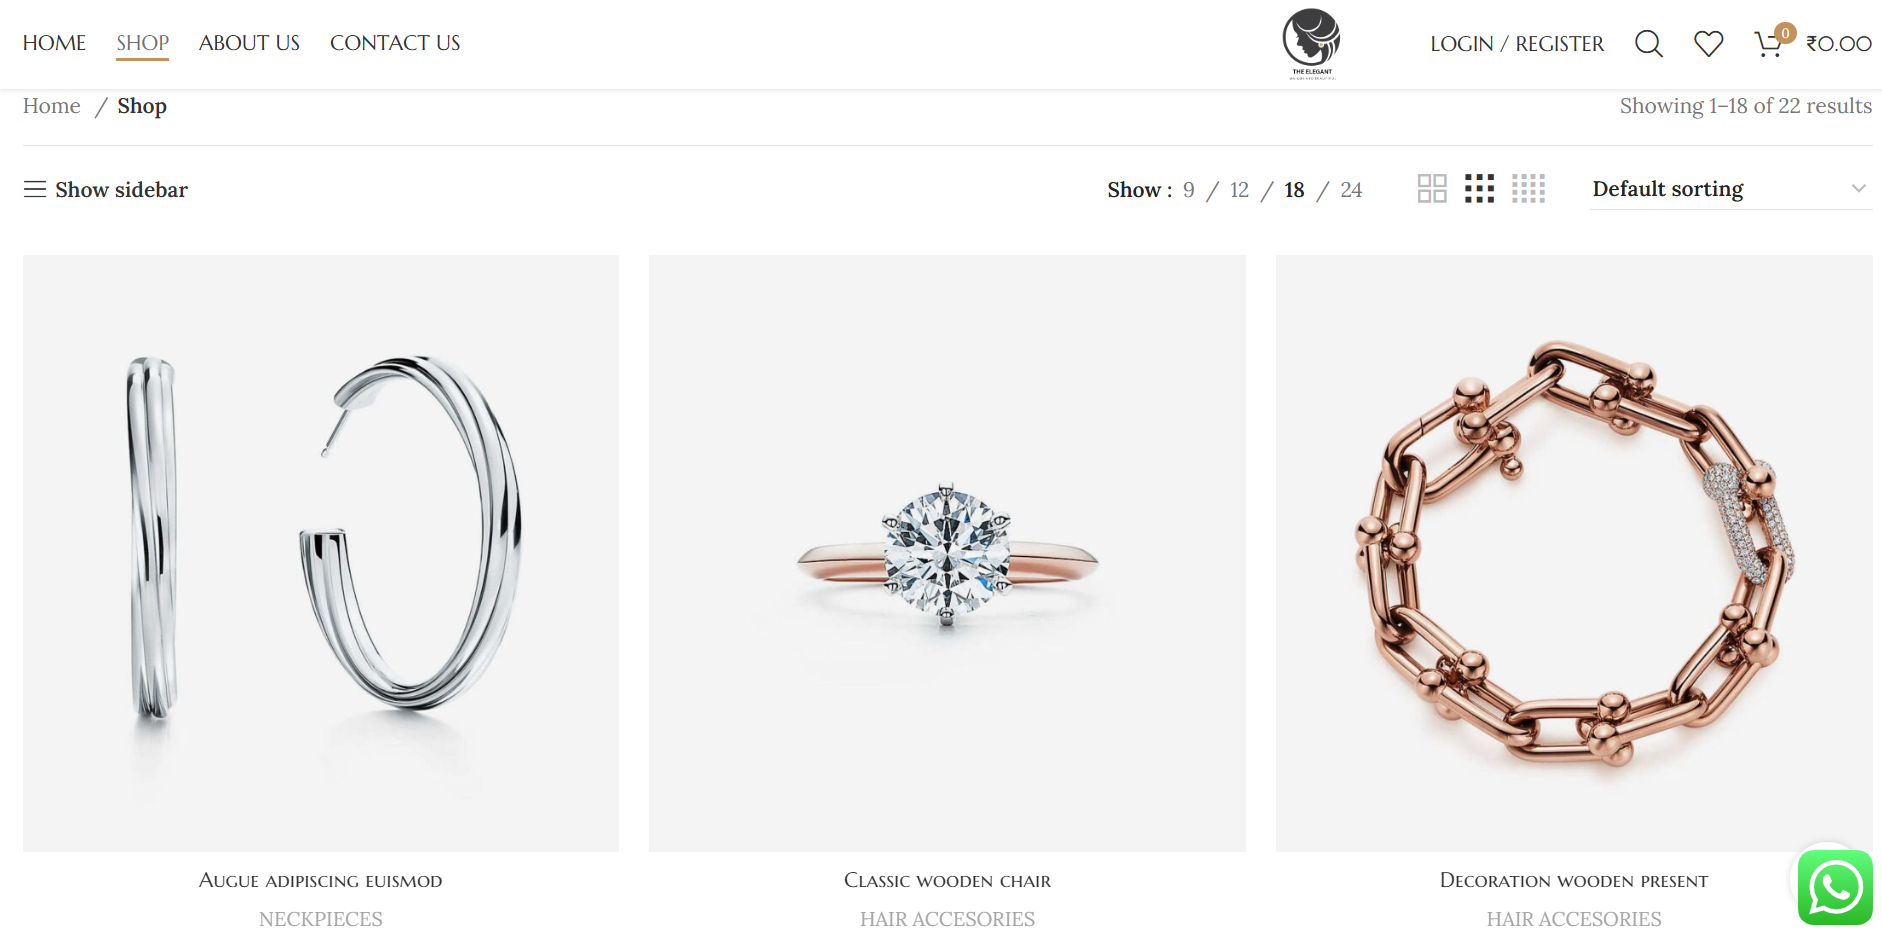 HOME SHOP ABOUT US CONTACT US
THE ELEGANT
LOGIN / REGISTER
0
₹0.00
Home / Shop
Showing 1–18 of 22 results
Show sidebar
Show : 9 / 12 / 18 / 24
Default sorting
Augue adipiscing euismod
NECKPIECES
Classic wooden chair
HAIR ACCESORIES
Decoration wooden present
HAIR ACCESORIES